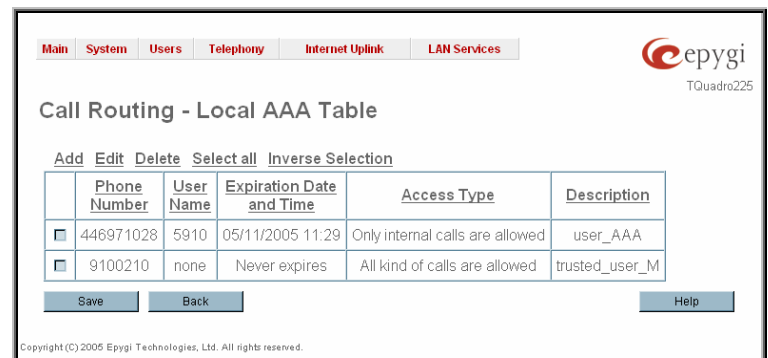 Main System Users Telephony Internet Uplink LAN Services
epygi
TQuadro225
Call Routing - Local AAA Table
Add Edit Delete Select all Inverse Selection
Phone Number User Name Expiration Date and Time Access Type Description
446971028 5910 05/11/2005 11:29 Only internal calls are allowed user_AAA
9100210 none Never expires All kind of calls are allowed trusted_user_M
Save Back Help
Copyright (C) 2005 Epygi Technologies, Ltd. All rights reserved.